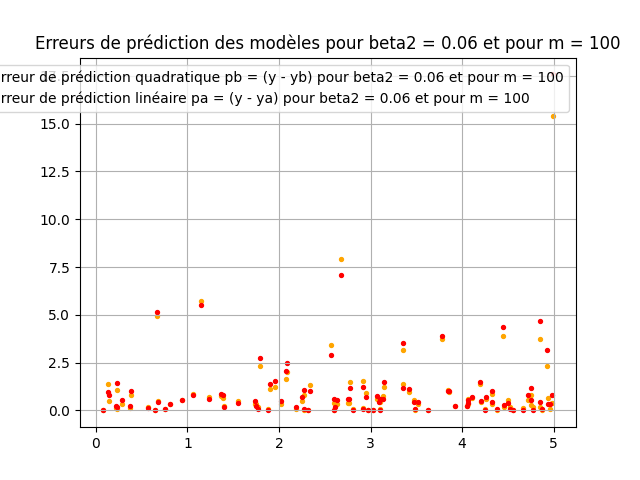 Erreurs de prédiction des modèles pour beta2 = 0.06 et pour m = 100
rreur de prédiction quadratique pb = (y - yb) pour beta2 = 0.06 et pour m = 100
rreur de prédiction linéaire pa = (y - ya) pour beta2 = 0.06 et pour m = 100
15.0
12.5
10.0
7.5
5.0
2.5
0.0
0 1 2 3 4 5